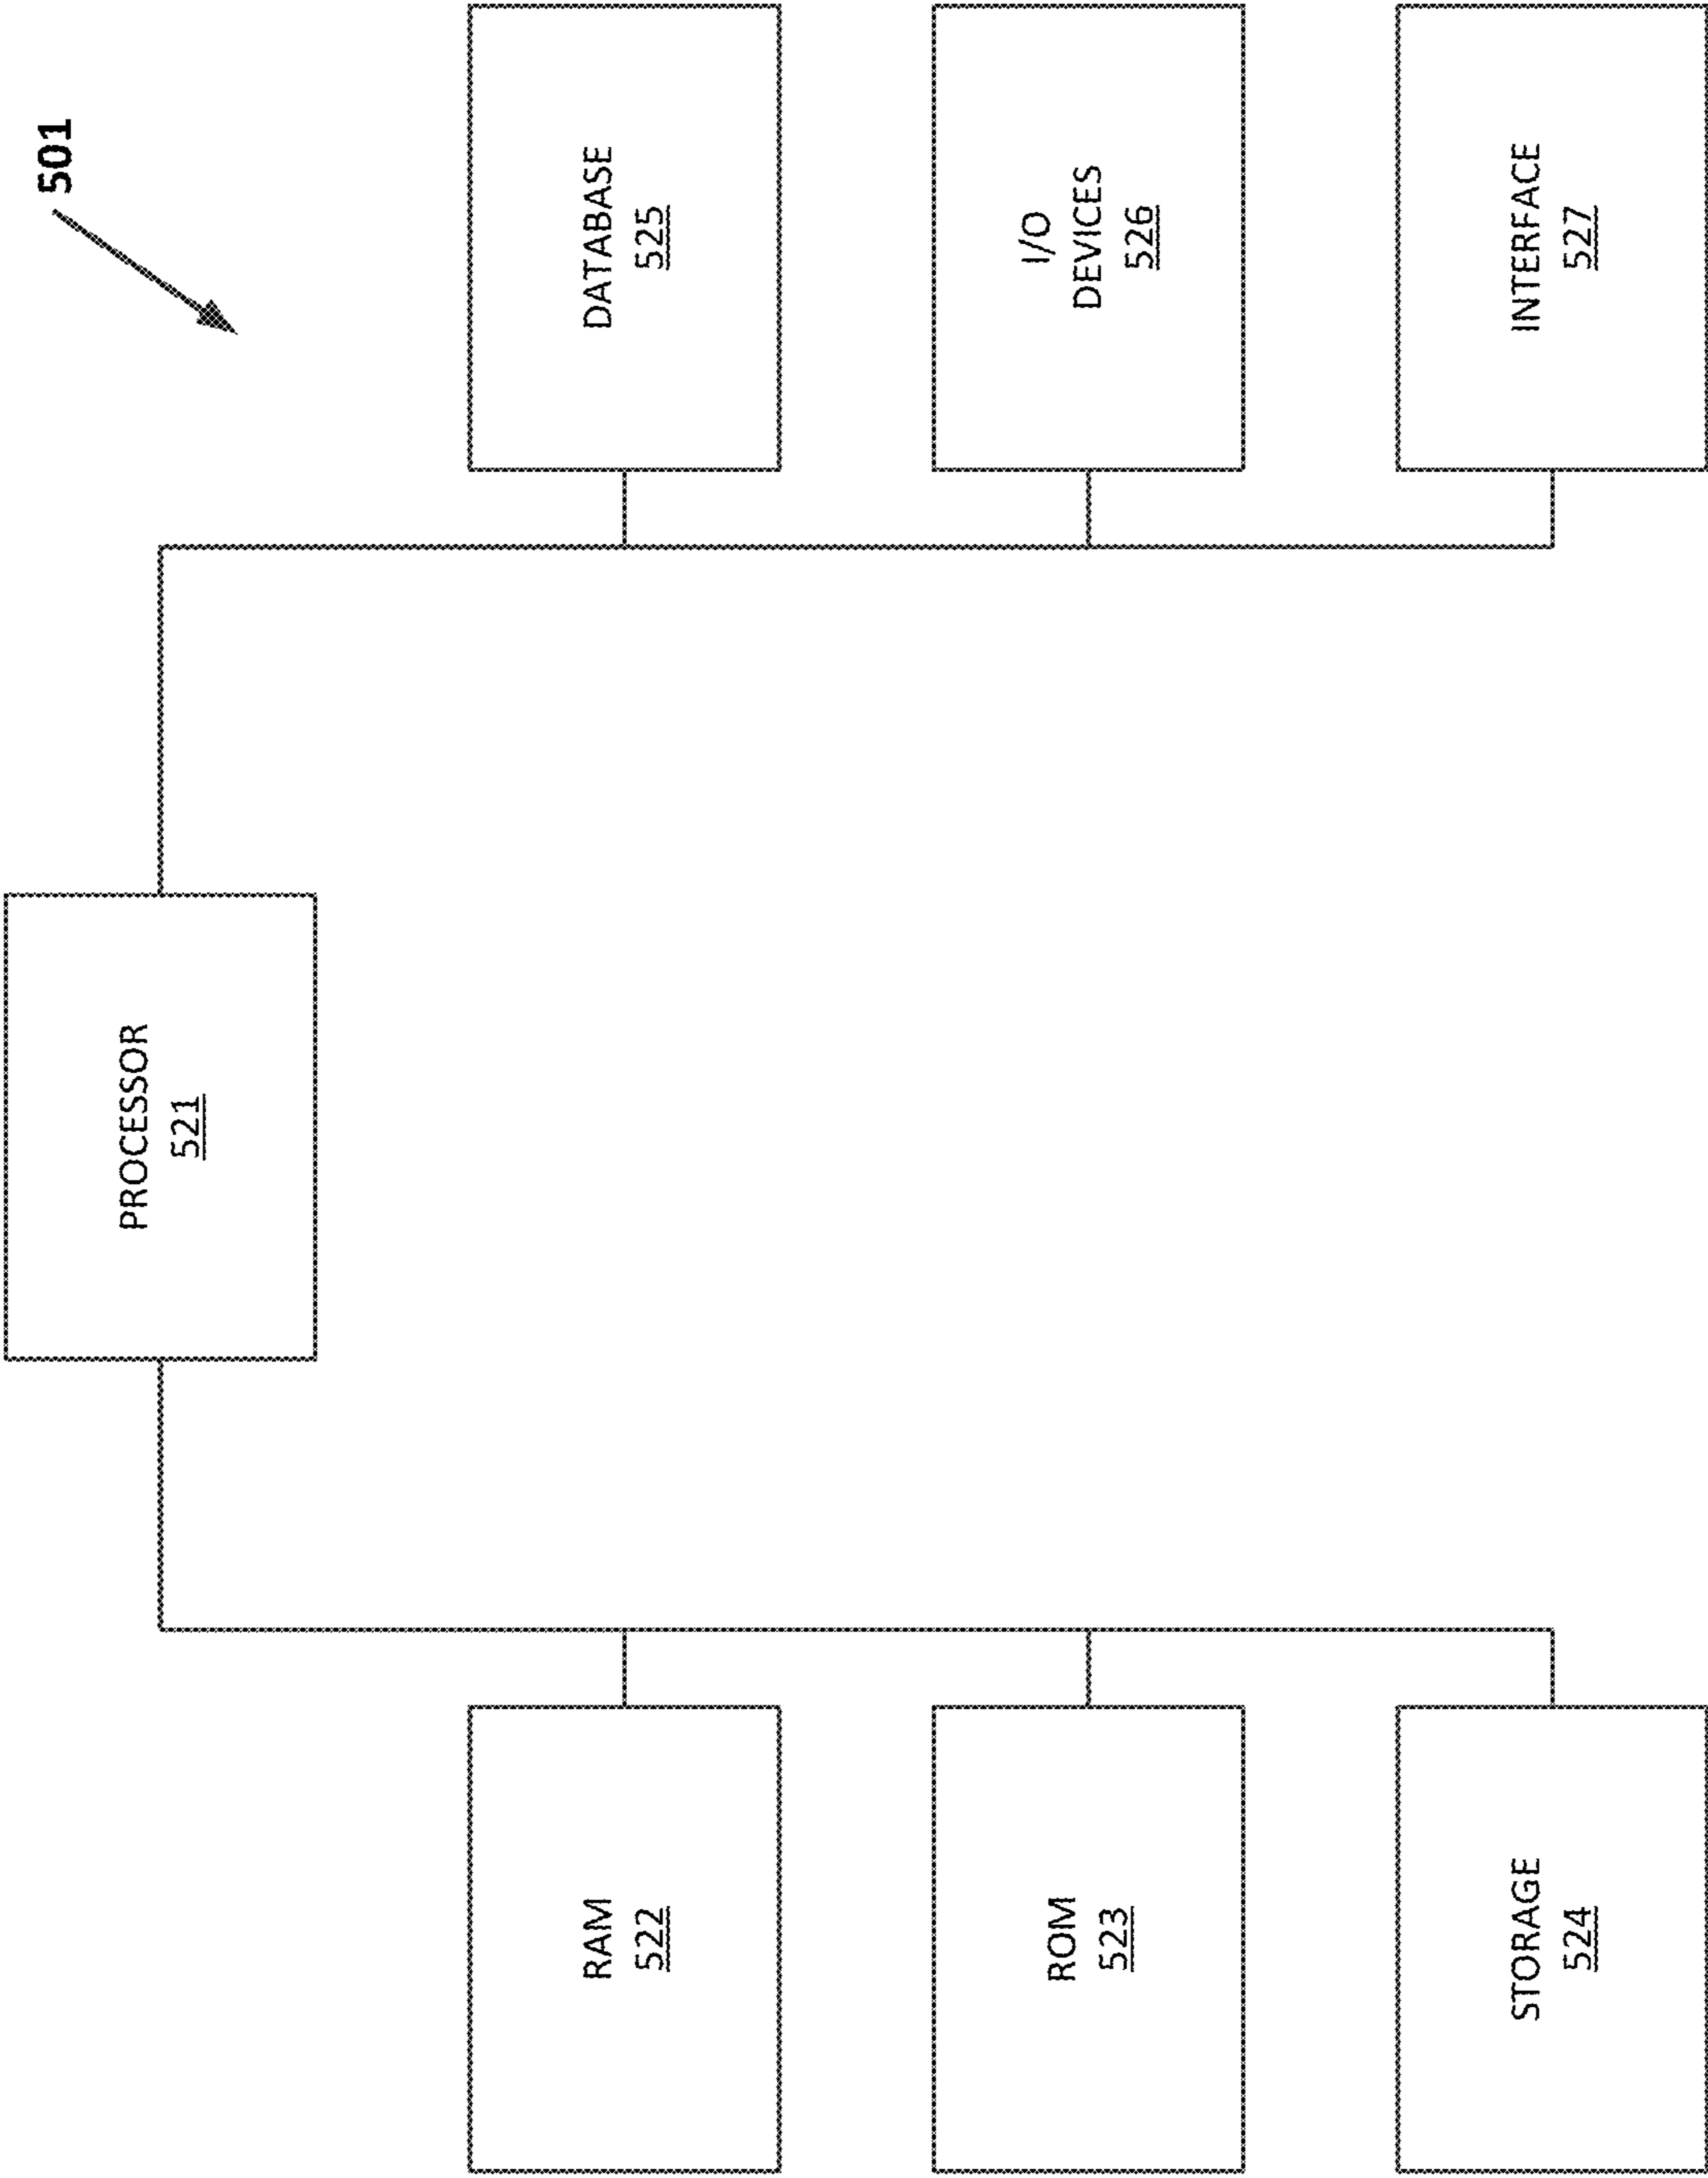 501
PROCESSOR
521
RAM
522
DATABASE
525
ROM
523
I/O
DEVICES
526
STORAGE
524
INTERFACE
527